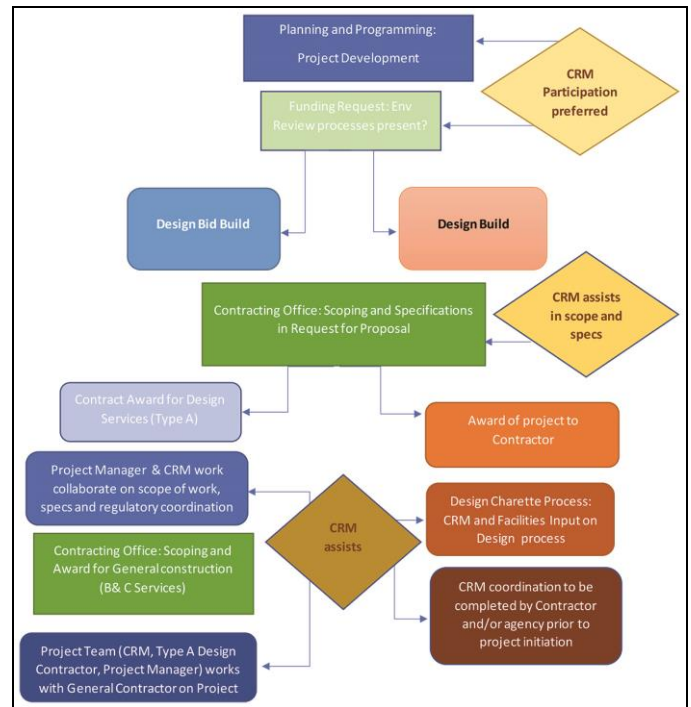 Planning and Programming:
Project Development
CRM
Participation
preferred
Funding Request: Env
Review processes present?
Design Bid Build
Design Build
Contracting Office: Scoping and Specifications
in Request for Proposal
CRM assists
in scope and
specs
Contract Award for Design
Services (Type A)
Award of project to
Contractor
Project Manager & CRM work
collaborate on scope of work,
specs and regulatory coordination
CRM
assists
Design Charette Process:
CRM and Facilities Input on
Design process
Contracting Office: Scoping and
Award for General construction
(B& C Services)
CRM coordination to be
completed by Contractor
and/or agency prior to
project initiation
Project Team (CRM, Type A Design
Contractor, Project Manager) works
with General Contractor on Project